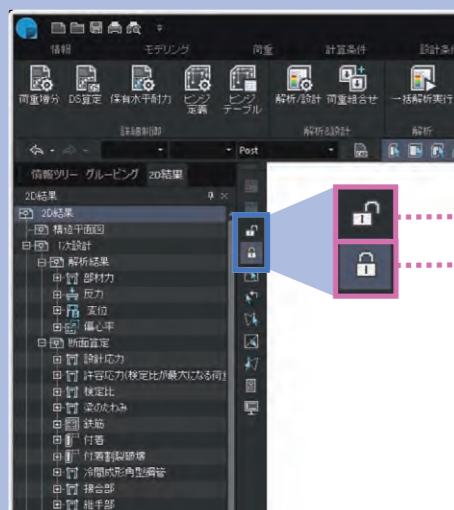 情報 モデリング 荷重 計算条件 設計条
荷重増分 DS算定 保有水平耐力 ヒンジ定義 ヒンジテーブル 解析/設計 荷重組合せ 一括解析実行
詳細制御 解析&設計 解析
Post
情報ツリー グルーピング 2D結果
2D結果
2D結果
構造平面図
1次設計
解析結果
部材力
反力
変位
偏心率
断面算定
設計応力
許容応力(検定比が最大になる荷
検定比
梁のたわみ
鉄筋
付着
付着割裂破壊
冷間成形角型鋼管
接合部
継手部